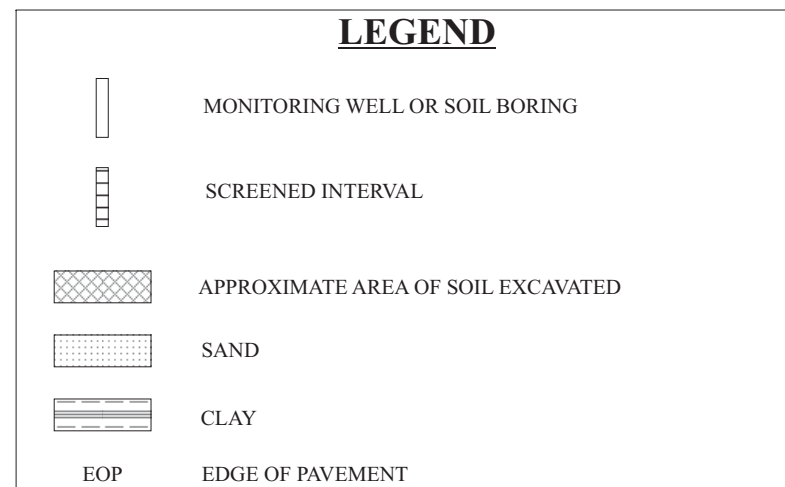 LEGEND
MONITORING WELL OR SOIL BORING
SCREENED INTERVAL
APPROXIMATE AREA OF SOIL EXCAVATED
SAND
CLAY
EOP EDGE OF PAVEMENT